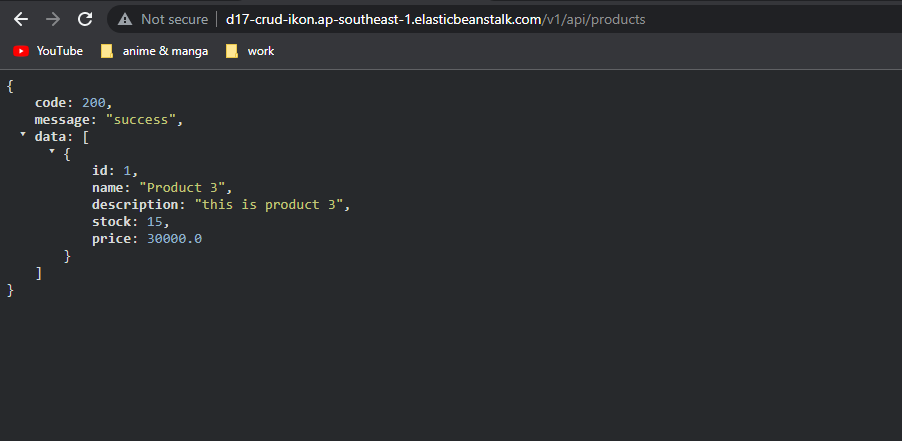 Not secure d17-crud-ikon.ap-southeast-1.elasticbeanstalk.com/v1/api/products
YouTube anime & manga work
{
code: 200,
message: "success",
data: [
{
id: 1,
name: "Product 3",
description: "this is product 3",
stock: 15,
price: 30000.0
}
]
}